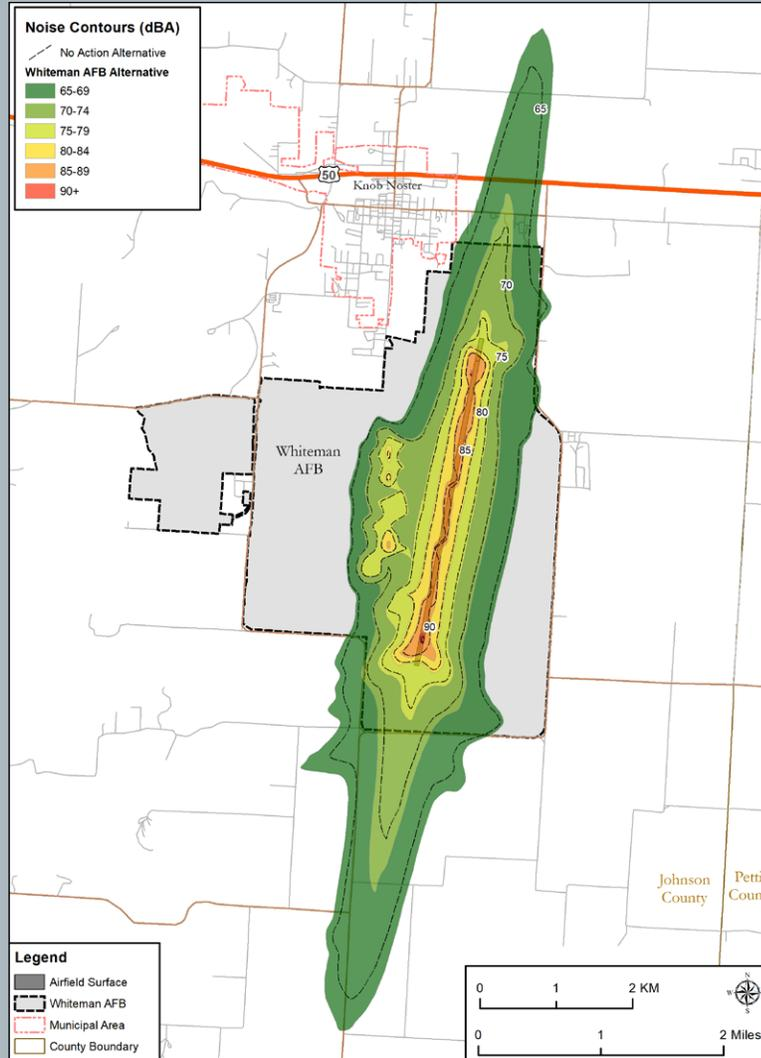 Noise Contours (dBA)
No Action Alternative
Whiteman AFB Alternative
65-69
70-74
75-79
80-84
85-89
90+
65
50
Knob Noster
70
75
80
85
Whiteman
AFB
90
Johnson
County
Petti
Coun
Legend
Airfield Surface
Whiteman AFB
Municipal Area
County Boundary
0 1 2 KM
N
W
S
0 1 2 Miles